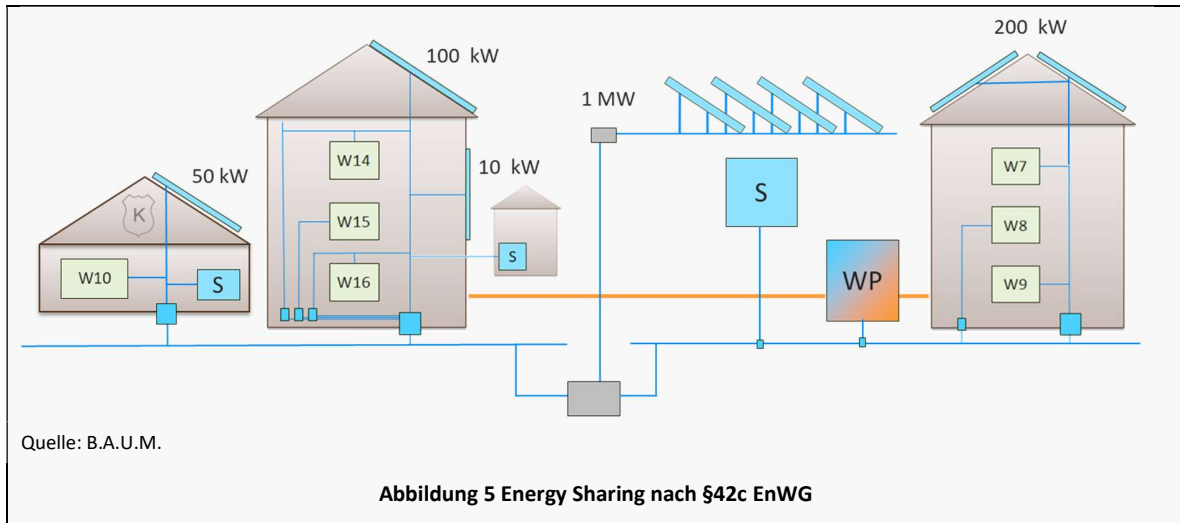 100 kW
200 kW
1 MW
W14
10 kW
W7
50 kW
K
S
W15
W8
S
W10
S
W16
WP
W9
Quelle: B.A.U.M.
Abbildung 5 Energy Sharing nach §42c EnWG